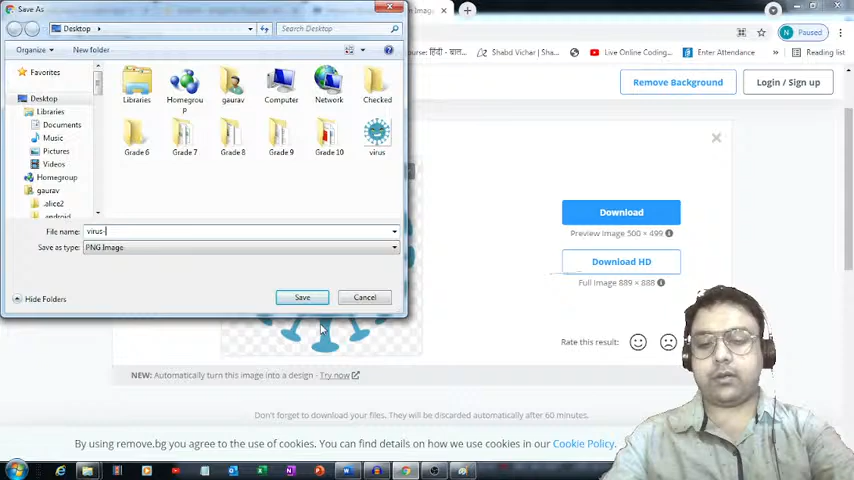 Save As
m Image
Desktop
Search Desktop
Paused
Organize
New folder
कुमार : हिंदी - बाल...
Shabd Vichar : शब्द...
Live Online Coding...
Enter Attendance
Reading list
Favorites
Desktop
Libraries
Documents
Music
Pictures
Videos
Homegroup
gaurav
.alice2
.android
Libraries
Homegrou
p
gaurav
Computer
Network
Checked
Grade 6
Grade 7
Grade 8
Grade 9
Grade 10
virus
Remove Background
Login / Sign up
File name:
virus-
Save as type:
PNG Image
Hide Folders
Save
Cancel
Download
Preview Image 500 × 499
Download HD
Full Image 889 × 888
Rate this result:
NEW: Automatically turn this image into a design - Try now
Don't forget to download your files. They will be discarded automatically after 60 minutes.
By using remove.bg you agree to the use of cookies. You can find details on how we use cookies in our Cookie Policy.